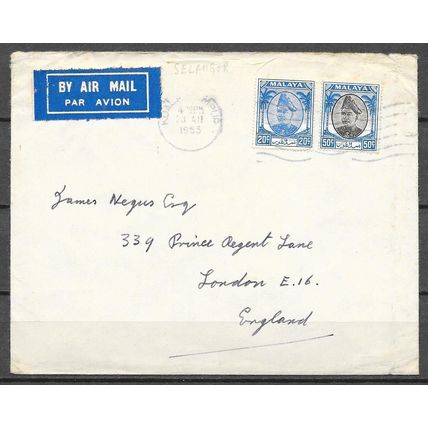 SELANGOR
BY AIR MAIL
PAR AVION
MALAYA
20c 20c
MALAYA
50c 50c
1953
James Negus Esq
339 Prince Regent Lane
London E.16.
England